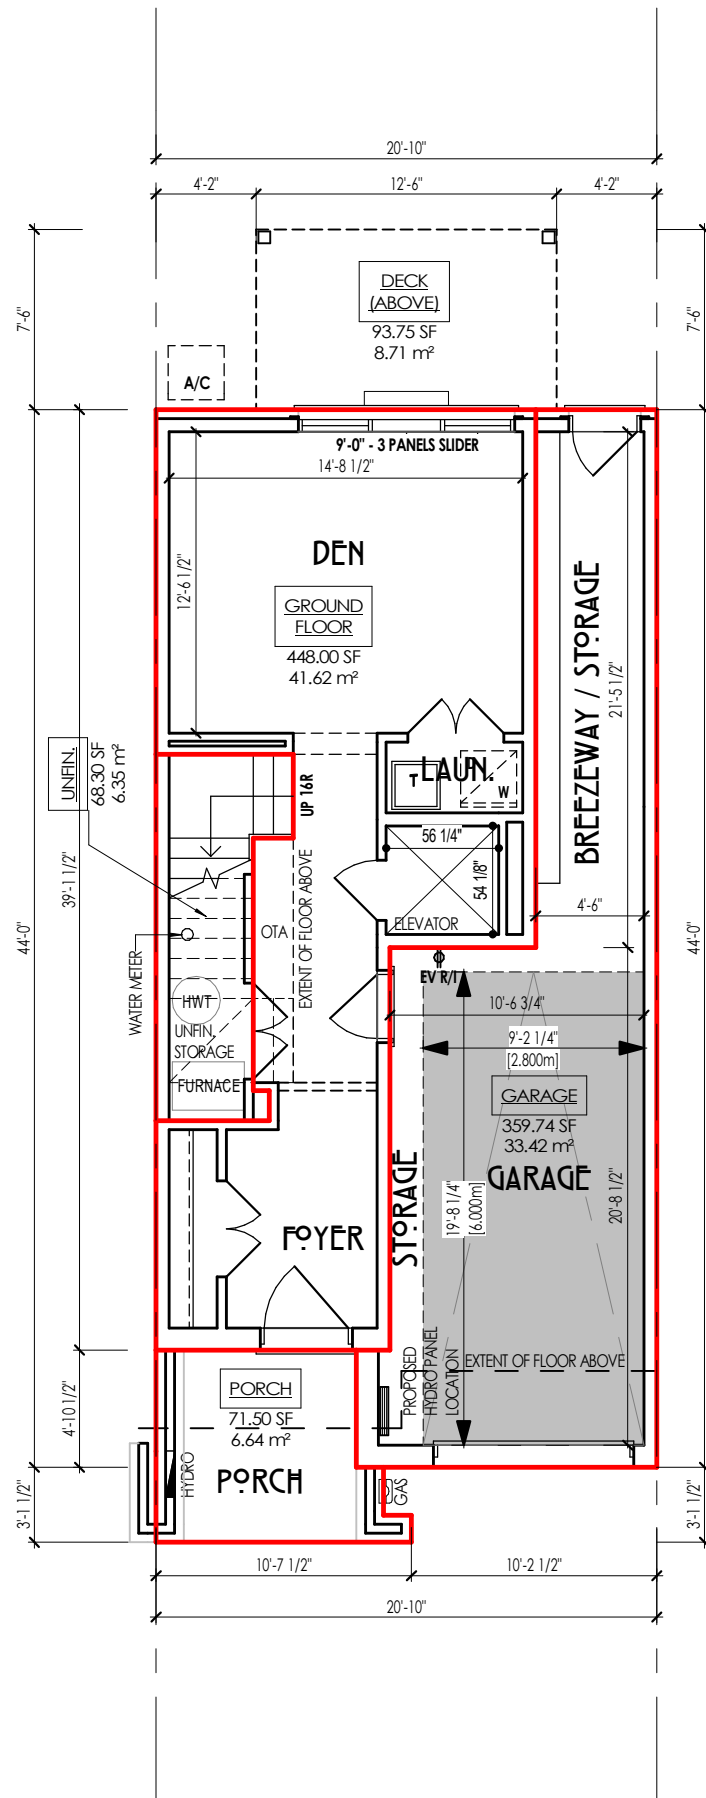 20'-10"
4'-2"
12'-6"
4'-2"
7'-6"
7'-6"
DECK
(ABOVE)
93.75 SF
8.71 m²
A/C
9'-0" - 3 PANELS SLIDER
14'-8 1/2"
DEN
12'-6 1/2"
GROUND
FLOOR
448.00 SF
41.62 m²
BREEZEWAY / STORAGE
21'-5 1/2"
UNFIN.
68.30 SF
6.35 m²
UP 16R
LAUN.
T
D
W
56 1/4"
54 1/8"
ELEVATOR
4'-6"
39'-1 1/2"
44'-0"
44'-0"
OTA
EXTENT OF FLOOR ABOVE
WATER METER
EV R/I
HWT
UNFIN.
STORAGE
FURNACE
10'-6 3/4"
9'-2 1/4"
[2.800m]
GARAGE
359.74 SF
33.42 m²
GARAGE
STORAGE
19'-8 1/4"
[6.000m]
20'-8 1/2"
FOYER
PROPOSED
HYDRO PANEL
LOCATION
EXTENT OF FLOOR ABOVE
PORCH
71.50 SF
6.64 m²
4'-10 1/2"
HYDRO
PORCH
GAS
3'-1 1/2"
3'-1 1/2"
10'-7 1/2"
10'-2 1/2"
20'-10"